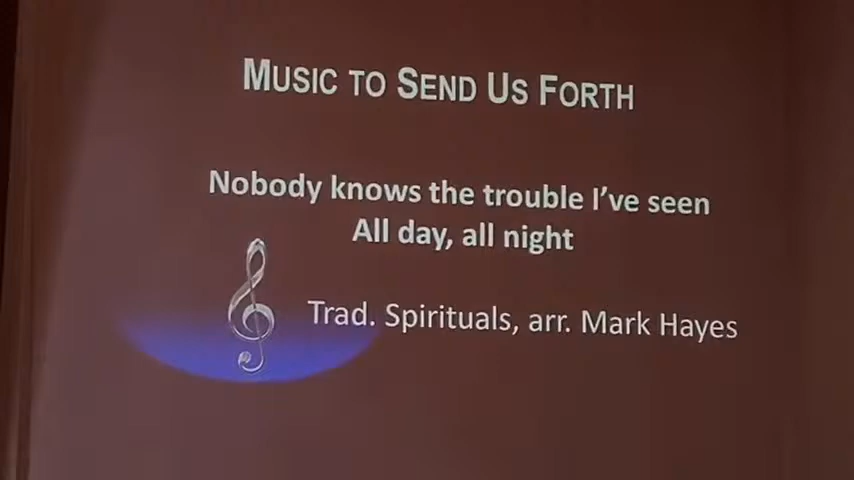 MUSIC TO SEND US FORTH
Nobody knows the trouble I’ve seen
All day, all night
Trad. Spirituals, arr. Mark Hayes